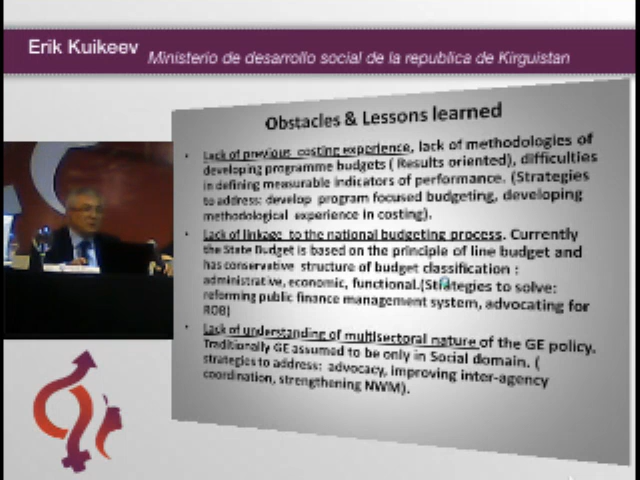 Erik Kuikeev
Ministerio de desarrollo social de la republica de Kirguistan
Obstacles & Lessons learned
• Lack of previous costing experience, lack of methodologies of
developing programme budgets ( Results oriented), difficulties
in defining measurable indicators of performance. (Strategies
to address: develop program focused budgeting, developing
methodological experience in costing).
• Lack of linkage to the national budgeting process. Currently
the State Budget is based on the principle of line budget and
has conservative structure of budget classification :
administrative, economic, functional.(Strategies to solve:
reforming public finance management system, advocating for
ROB)
• Lack of understanding of multisectoral nature of the GE policy.
Traditionally GE assumed to be only in Social domain. (
strategies to address: advocacy, improving inter-agency
coordination, strengthening NWM).